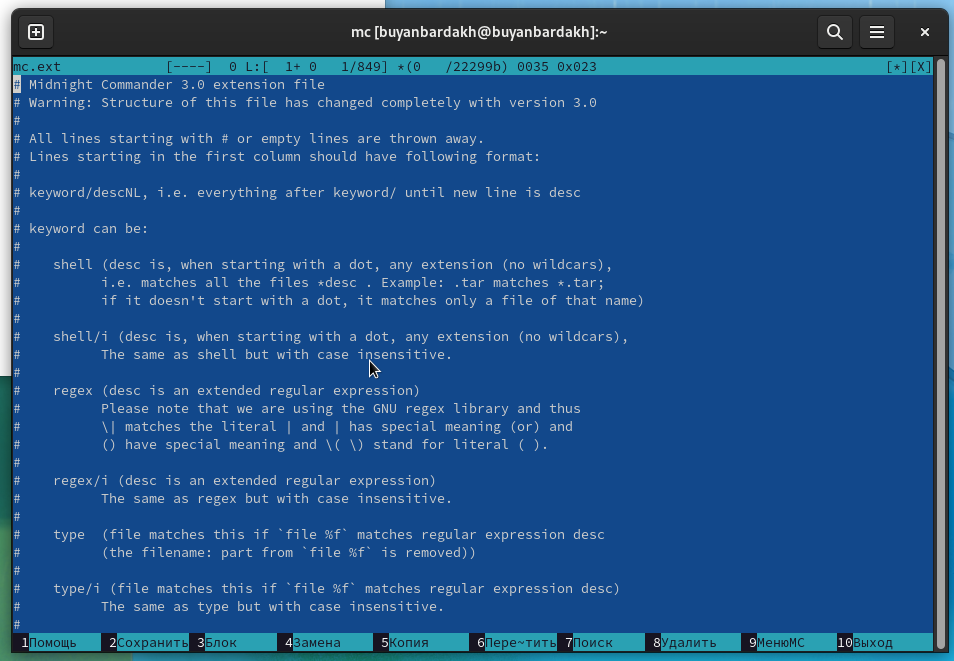 mc [buyanbardakh@buyanbardakh]:~
mc.ext [----] 0 L:[ 1+ 0 1/849] *(0 /22299b) 0035 0x023 [*][X]
# Midnight Commander 3.0 extension file
# Warning: Structure of this file has changed completely with version 3.0
#
# All lines starting with # or empty lines are thrown away.
# Lines starting in the first column should have following format:
#
# keyword/descNL, i.e. everything after keyword/ until new line is desc
#
# keyword can be:
#
# shell (desc is, when starting with a dot, any extension (no wildcars),
# i.e. matches all the files *desc . Example: .tar matches *.tar;
# if it doesn't start with a dot, it matches only a file of that name)
#
# shell/i (desc is, when starting with a dot, any extension (no wildcars),
# The same as shell but with case insensitive.
#
# regex (desc is an extended regular expression)
# Please note that we are using the GNU regex library and thus
# \| matches the literal | and | has special meaning (or) and
# () have special meaning and \( \) stand for literal ( ).
#
# regex/i (desc is an extended regular expression)
# The same as regex but with case insensitive.
#
# type (file matches this if `file %f` matches regular expression desc
# (the filename: part from `file %f` is removed))
#
# type/i (file matches this if `file %f` matches regular expression desc)
# The same as type but with case insensitive.
#
1Помощь 2Сохранить 3Блок 4Замена 5Копия 6Пере~тить 7Поиск 8Удалить 9МенюМС 10Выход